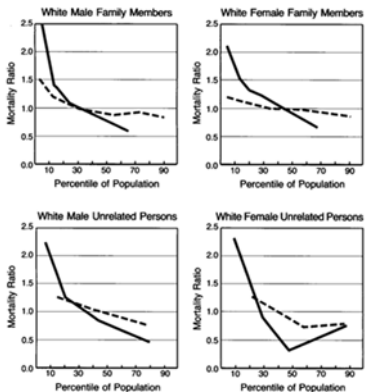 White Male Family Members
2.5
2.0
1.5
1.0
0.5
0.0
Mortality Ratio
10 30 50 70 90
Percentile of Population
White Female Family Members
2.5
2.0
1.5
1.0
0.5
0.0
Mortality Ratio
10 30 50 70 90
Percentile of Population
White Male Unrelated Persons
2.5
2.0
1.5
1.0
0.5
0.0
Mortality Ratio
10 30 50 70 90
Percentile of Population
White Female Unrelated Persons
2.5
2.0
1.5
1.0
0.5
0.0
Mortality Ratio
10 30 50 70 90
Percentile of Population